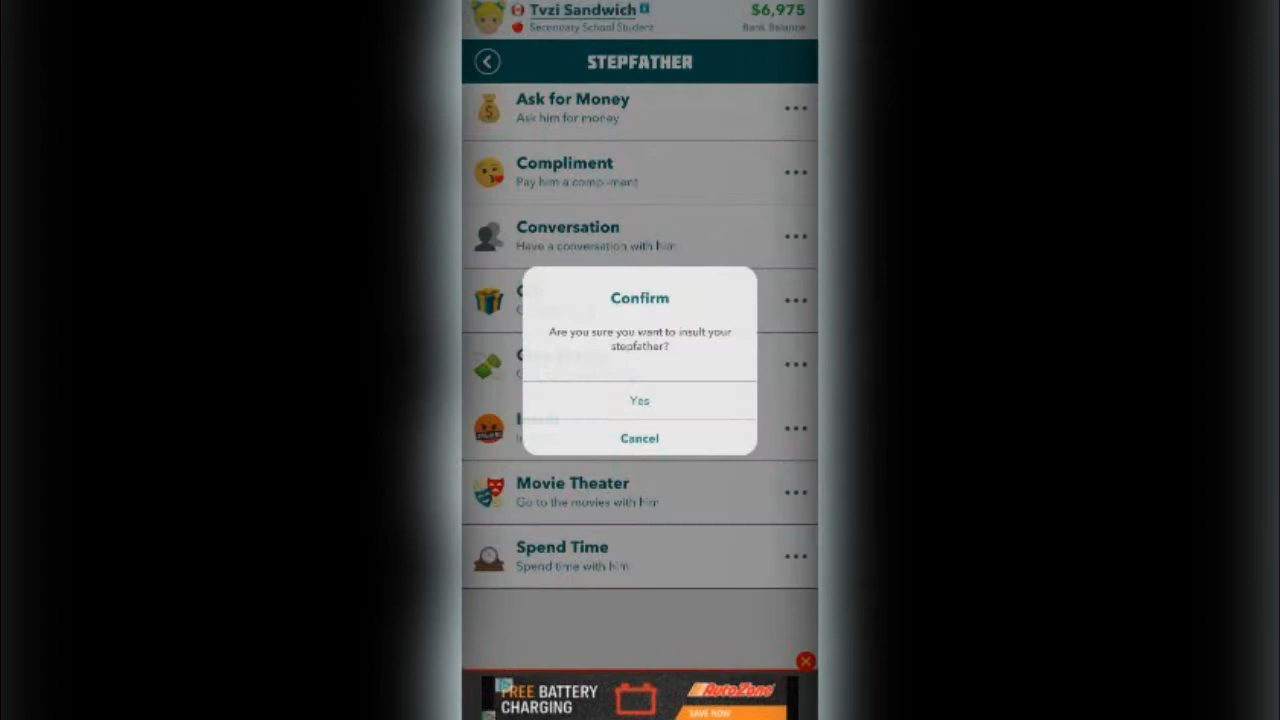 Tvzi Sandwich
$6,975
Secondary School Student
Bank Balance
STEPFATHER
Ask for Money
Ask him for money
Compliment
Pay him a compliment
Conversation
Have a conversation with him
Confirm
Are you sure you want to insult your
stepfather?
Yes
Cancel
Movie Theater
Go to the movies with him
Spend Time
Spend time with him
FREE BATTERY
CHARGING
AutoZone
SAVE NOW